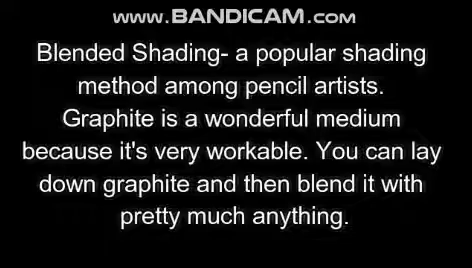 www.BANDICAM.com
Blended Shading- a popular shading
method among pencil artists.
Graphite is a wonderful medium
because it's very workable. You can lay
down graphite and then blend it with
pretty much anything.